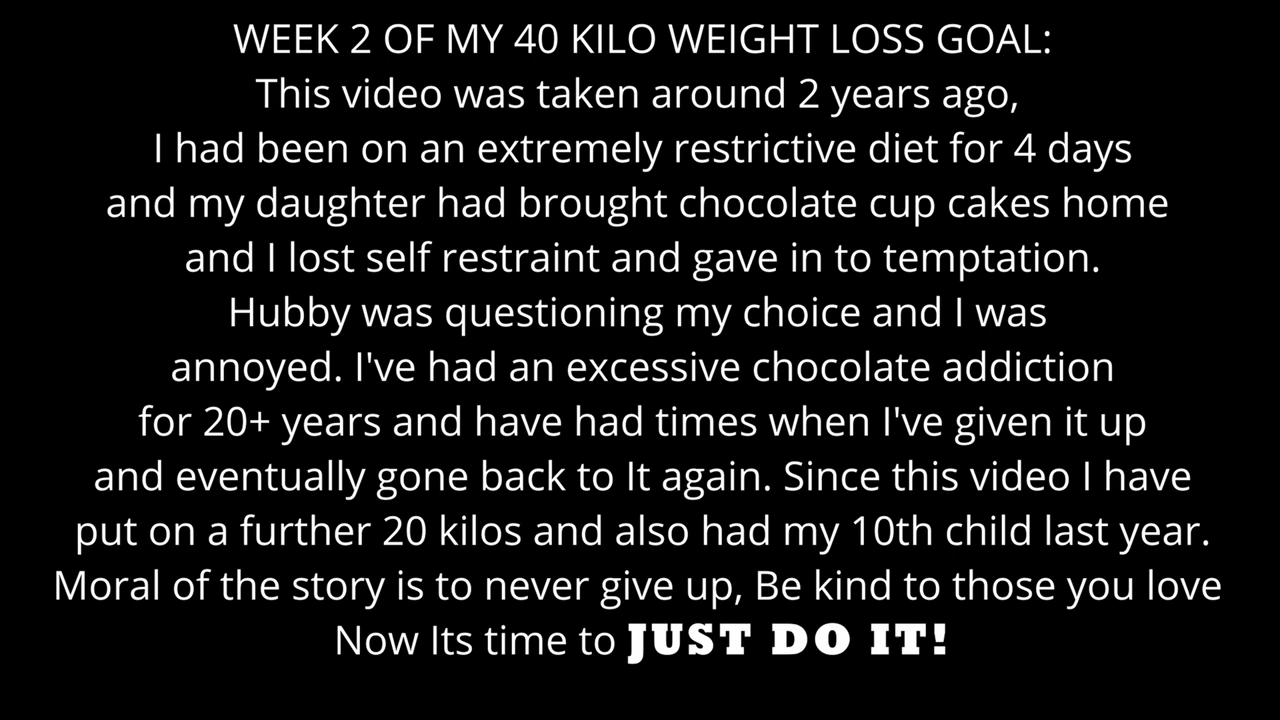 WEEK 2 OF MY 40 KILO WEIGHT LOSS GOAL:
This video was taken around 2 years ago,
I had been on an extremely restrictive diet for 4 days
and my daughter had brought chocolate cup cakes home
and I lost self restraint and gave in to temptation.
Hubby was questioning my choice and I was
annoyed. I've had an excessive chocolate addiction
for 20+ years and have had times when I've given it up
and eventually gone back to It again. Since this video I have
put on a further 20 kilos and also had my 10th child last year.
Moral of the story is to never give up, Be kind to those you love
Now Its time to JUST DO IT!